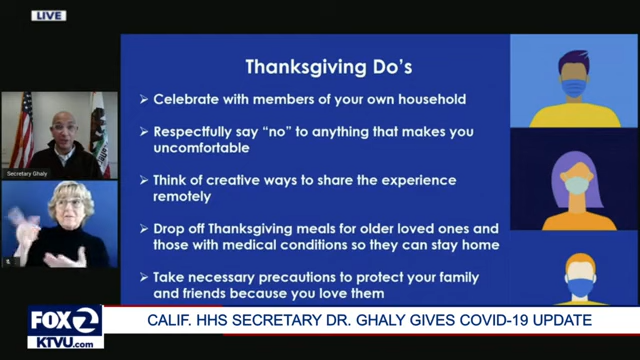 LIVE
Thanksgiving Do's
➢ Celebrate with members of your own household
➢ Respectfully say “no” to anything that makes you
uncomfortable
➢ Think of creative ways to share the experience
remotely
➢ Drop off Thanksgiving meals for older loved ones and
those with medical conditions so they can stay home
➢ Take necessary precautions to protect your family
and friends because you love them
Secretary Ghaly
FOX 2
KTVU.com
CALIF. HHS SECRETARY DR. GHALY GIVES COVID-19 UPDATE